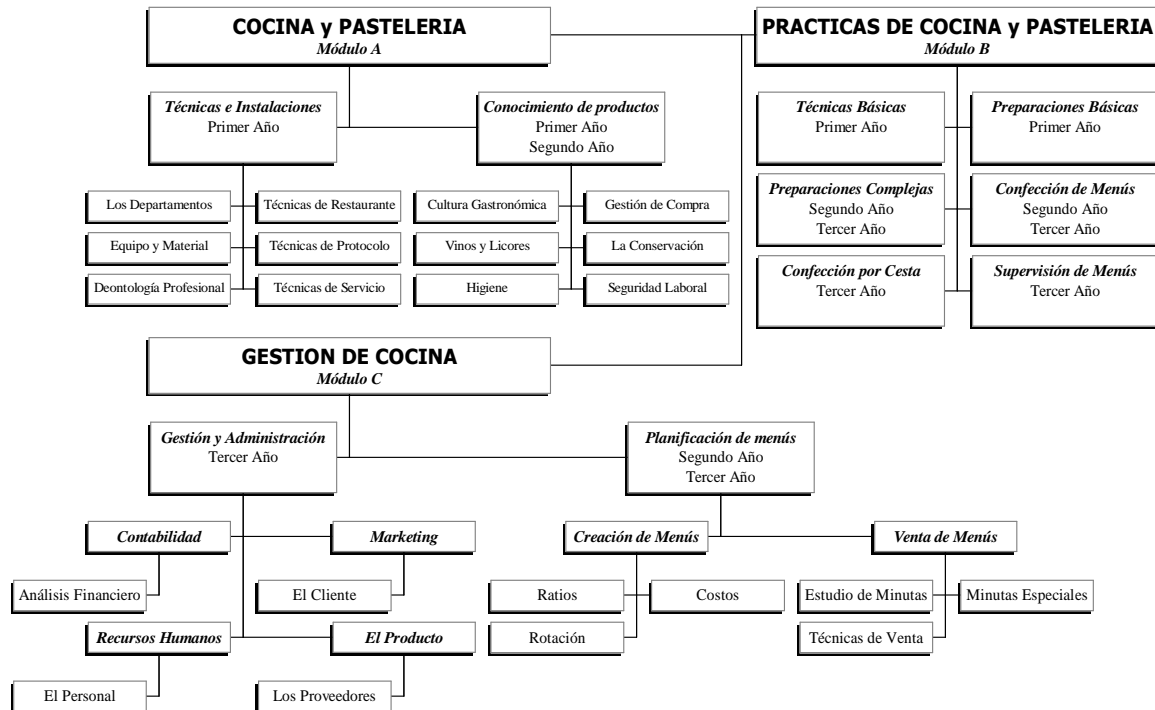 COCINA y PASTELERIA
Módulo A
PRACTICAS DE COCINA y PASTELERIA
Módulo B
Técnicas e Instalaciones
Primer Año
Conocimiento de productos
Primer Año
Segundo Año
Técnicas Básicas
Primer Año
Preparaciones Básicas
Primer Año
Los Departamentos
Técnicas de Restaurante
Cultura Gastronómica
Gestión de Compra
Equipo y Material
Técnicas de Protocolo
Vinos y Licores
La Conservación
Deontología Profesional
Técnicas de Servicio
Higiene
Seguridad Laboral
Preparaciones Complejas
Segundo Año
Tercer Año
Confección de Menús
Segundo Año
Tercer Año
Confección por Cesta
Tercer Año
Supervisión de Menús
Tercer Año
GESTION DE COCINA
Módulo C
Gestión y Administración
Tercer Año
Planificación de menús
Segundo Año
Tercer Año
Contabilidad
Marketing
Creación de Menús
Venta de Menús
Análisis Financiero
El Cliente
Ratios
Costos
Estudio de Minutas
Minutas Especiales
Recursos Humanos
El Producto
Rotación
Técnicas de Venta
El Personal
Los Proveedores